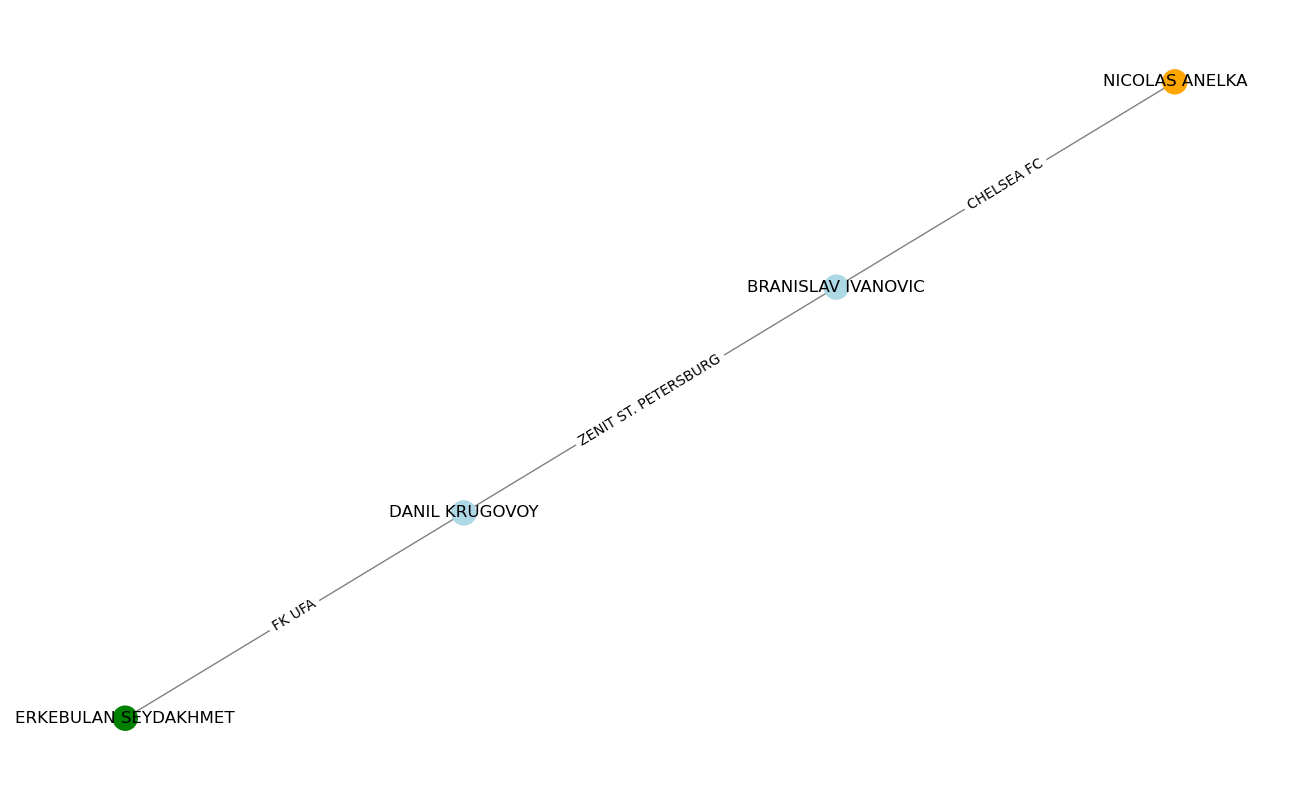 NICOLAS ANELKA
CHELSEA FC
BRANISLAV IVANOVIC
ZENIT ST. PETERSBURG
DANIL KRUGOVOY
FK UFA
ERKEBULAN SEYDAKHMET